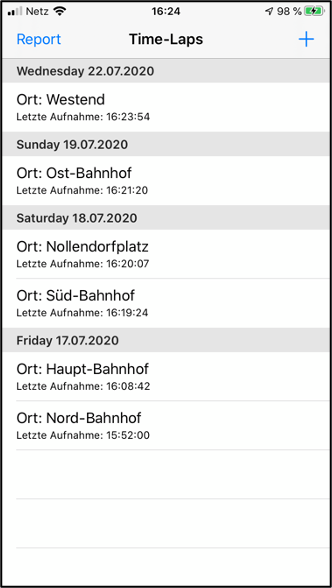 Netz 16:24 98 %
Report Time-Laps +
Wednesday 22.07.2020
Ort: Westend
Letzte Aufnahme: 16:23:54
Sunday 19.07.2020
Ort: Ost-Bahnhof
Letzte Aufnahme: 16:21:20
Saturday 18.07.2020
Ort: Nollendorfplatz
Letzte Aufnahme: 16:20:07
Ort: Süd-Bahnhof
Letzte Aufnahme: 16:19:24
Friday 17.07.2020
Ort: Haupt-Bahnhof
Letzte Aufnahme: 16:08:42
Ort: Nord-Bahnhof
Letzte Aufnahme: 15:52:00